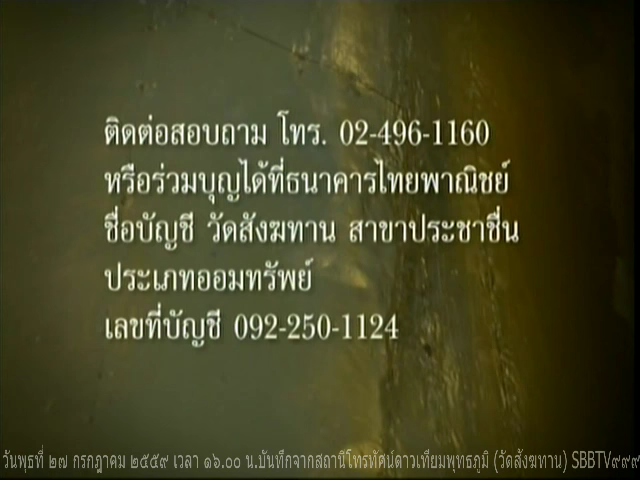 ติดต่อสอบถาม โทร. 02-496-1160
หรือร่วมบุญได้ที่ธนาคารไทยพาณิชย์
ชื่อบัญชี วัดสังฆทาน สาขาประชาชื่น
ประเภทออมทรัพย์
เลขที่บัญชี 092-250-1124
วันพุธที่ ๒๗ กรกฎาคม ๒๕๕๙ เวลา ๑๖.๐๐ น.บันทึกจากสถานีโทรทัศน์ดาวเทียมพุทธภูมิ (วัดสังฆทาน) SBBTV๙๙๙